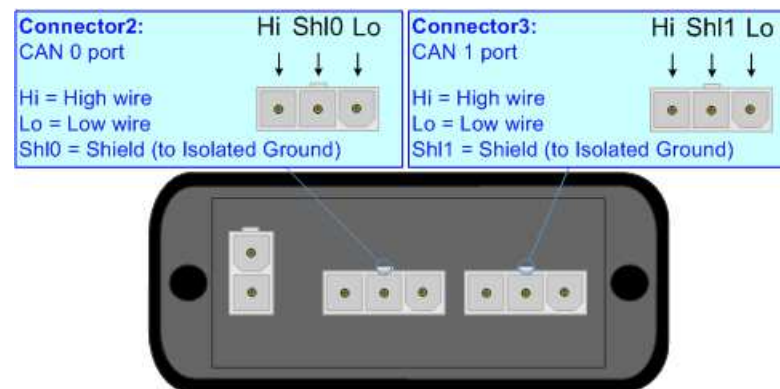 Connector2:
Hi Shl0 Lo
CAN 0 port
Hi = High wire
Lo = Low wire
Shl0 = Shield (to Isolated Ground)
Connector3:
Hi Shl1 Lo
CAN 1 port
Hi = High wire
Lo = Low wire
Shl1 = Shield (to Isolated Ground)